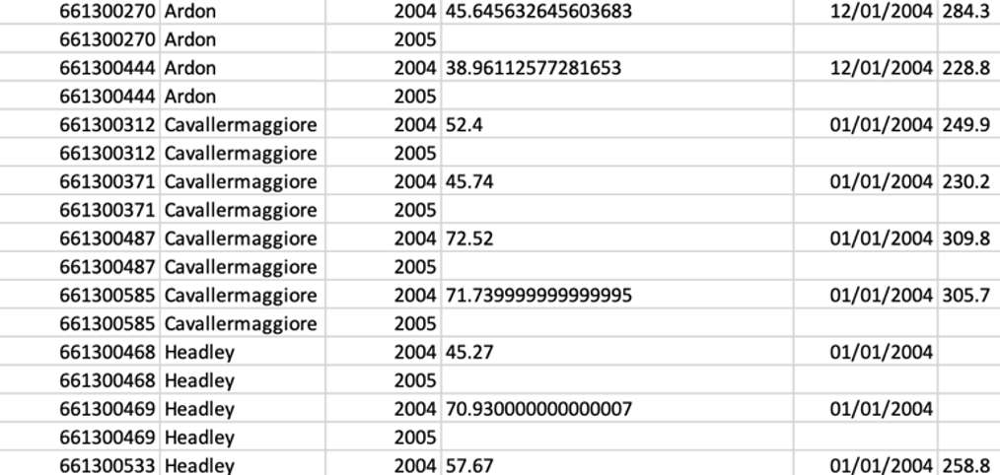 661300270 Ardon 2004 45.645632645603683 12/01/2004 284.3
661300270 Ardon 2005
661300444 Ardon 2004 38.96112577281653 12/01/2004 228.8
661300444 Ardon 2005
661300312 Cavallermaggiore 2004 52.4 01/01/2004 249.9
661300312 Cavallermaggiore 2005
661300371 Cavallermaggiore 2004 45.74 01/01/2004 230.2
661300371 Cavallermaggiore 2005
661300487 Cavallermaggiore 2004 72.52 01/01/2004 309.8
661300487 Cavallermaggiore 2005
661300585 Cavallermaggiore 2004 71.739999999999995 01/01/2004 305.7
661300585 Cavallermaggiore 2005
661300468 Headley 2004 45.27 01/01/2004
661300468 Headley 2005
661300469 Headley 2004 70.930000000000007 01/01/2004
661300469 Headley 2005
661300533 Headley 2004 57.67 01/01/2004 258.8